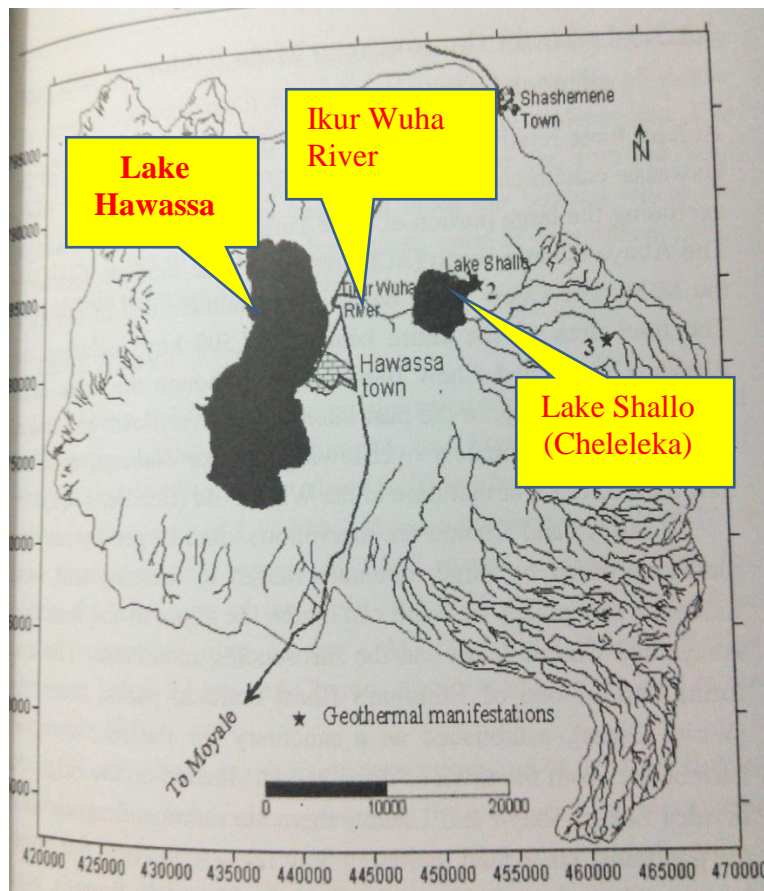 Shashemene
Town
N
Ikur Wuha
River
Lake
Hawassa
Lake Shallo
2
Tikur Wuha
River
3
Hawassa
town
Lake Shallo
(Cheleleka)
To Moyale
★ Geothermal manifestations
0 10000 20000
420000 425000 430000 435000 440000 445000 450000 455000 460000 465000 470000